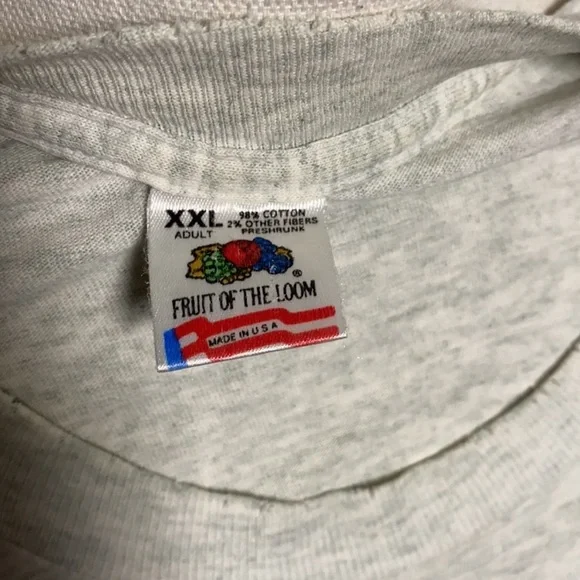 XXL 98% COTTON
2% OTHER FIBERS
ADULT PRESHRUNK
®
FRUIT OF THE LOOM
MADE IN U S A